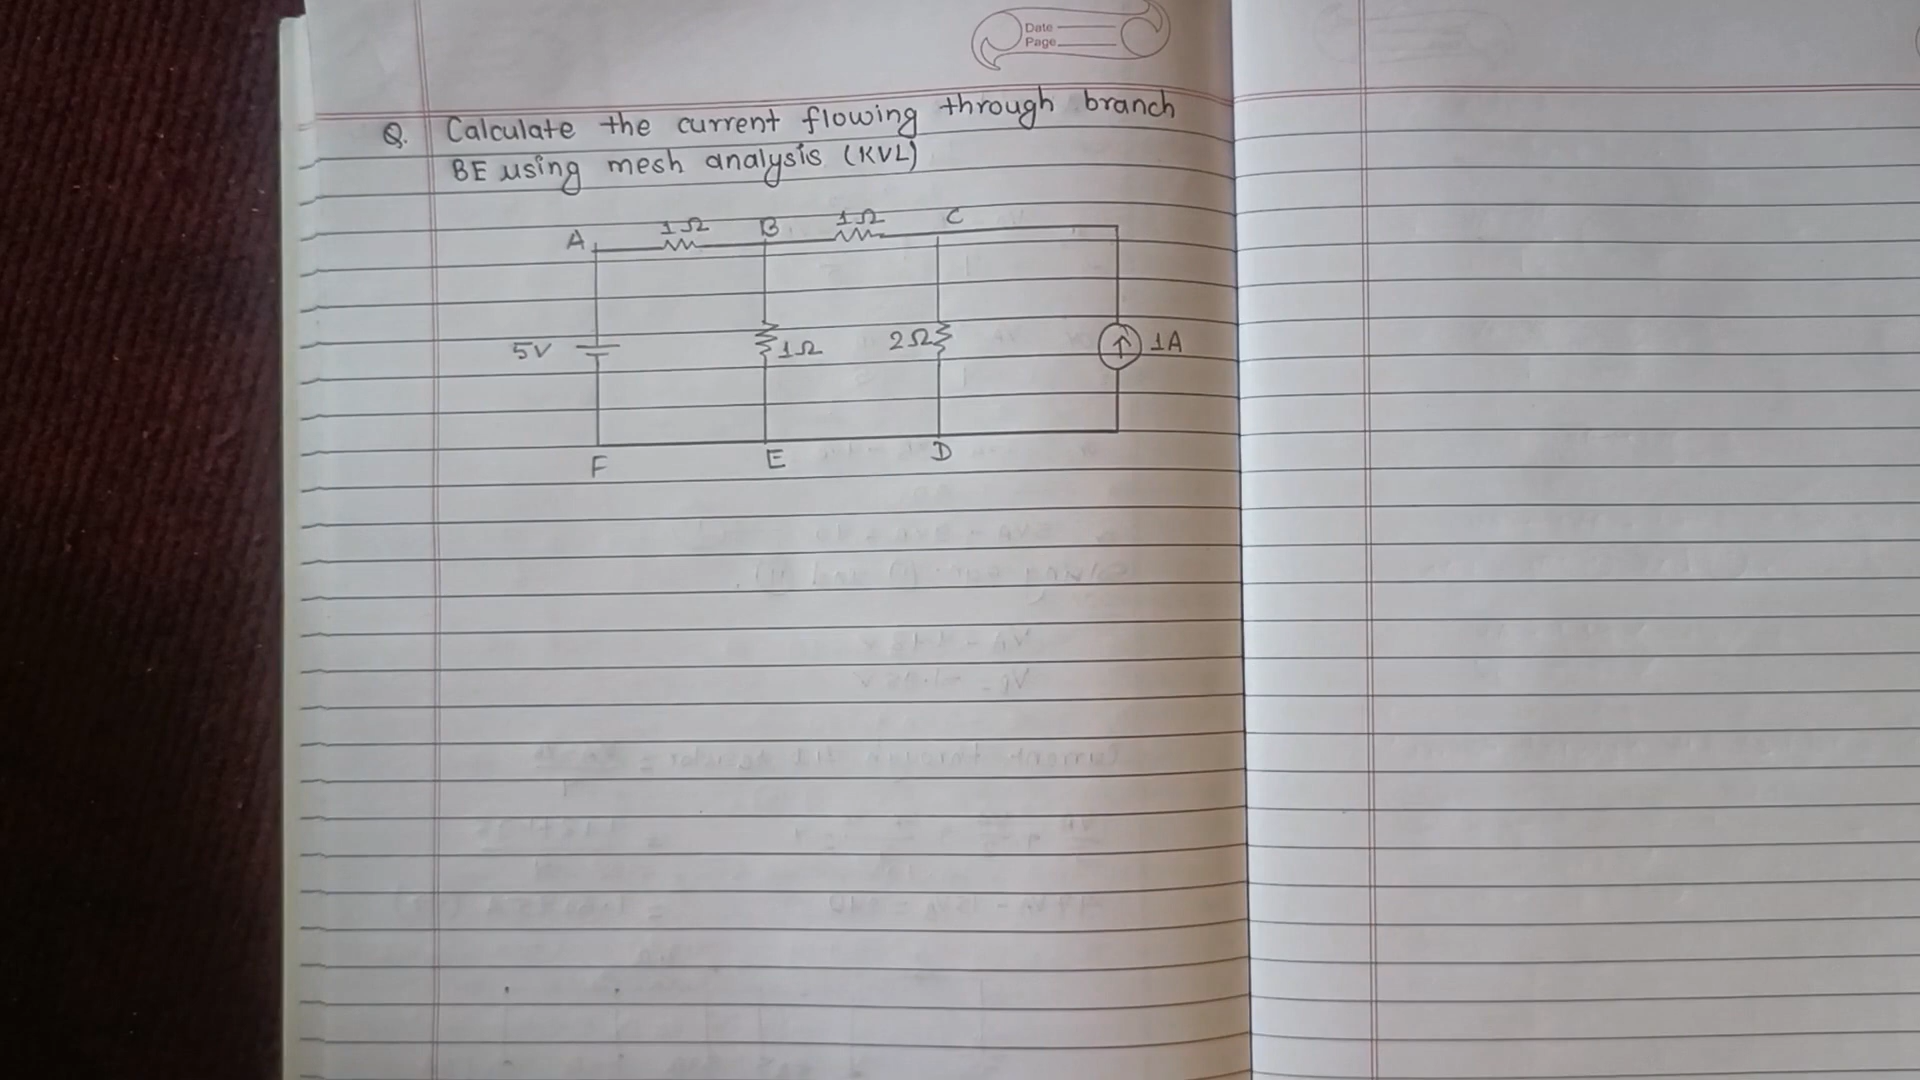 Date
Page
Q. Calculate the current flowing through branch
BE using mesh analysis (KVL)
A 1Ω B 1Ω C
5V 1Ω 2Ω 1A
F E D